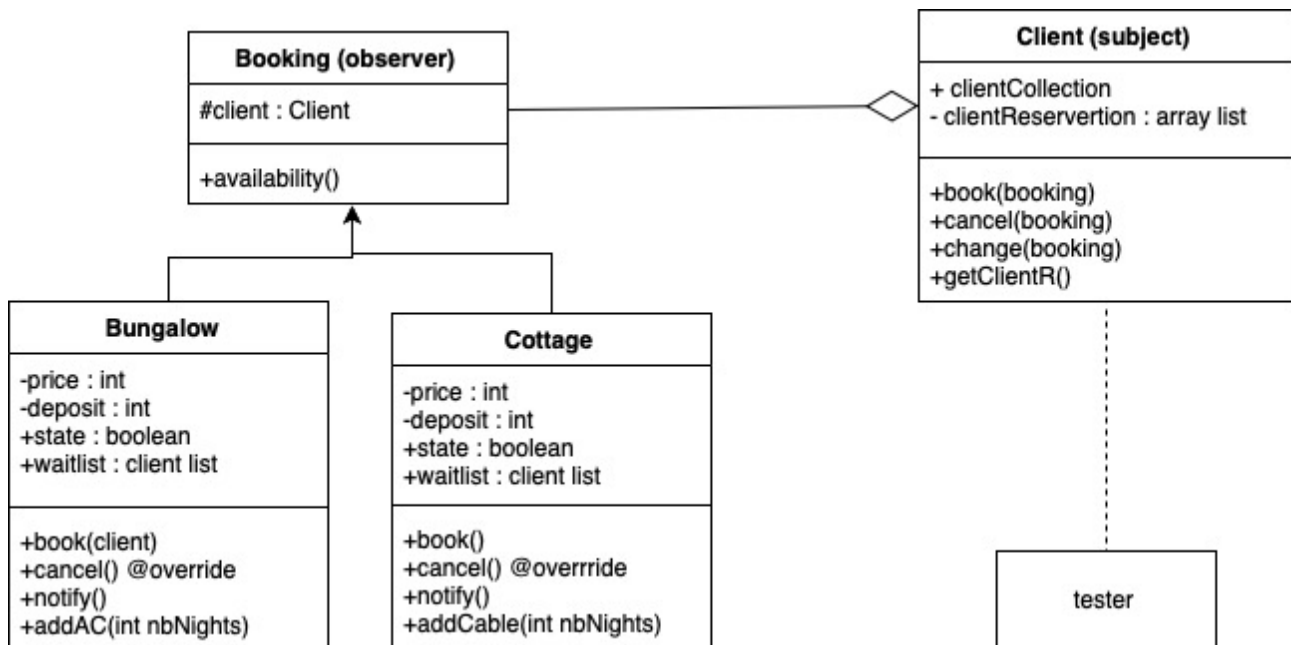 Booking (observer)
#client : Client
+availability()
Client (subject)
+ clientCollection
- clientReservertion : array list
+book(booking)
+cancel(booking)
+change(booking)
+getClientR()
Bungalow
-price : int
-deposit : int
+state : boolean
+waitlist : client list
+book(client)
+cancel() @override
+notify()
+addAC(int nbNights)
Cottage
-price : int
-deposit : int
+state : boolean
+waitlist : client list
+book()
+cancel() @overrride
+notify()
+addCable(int nbNights)
tester